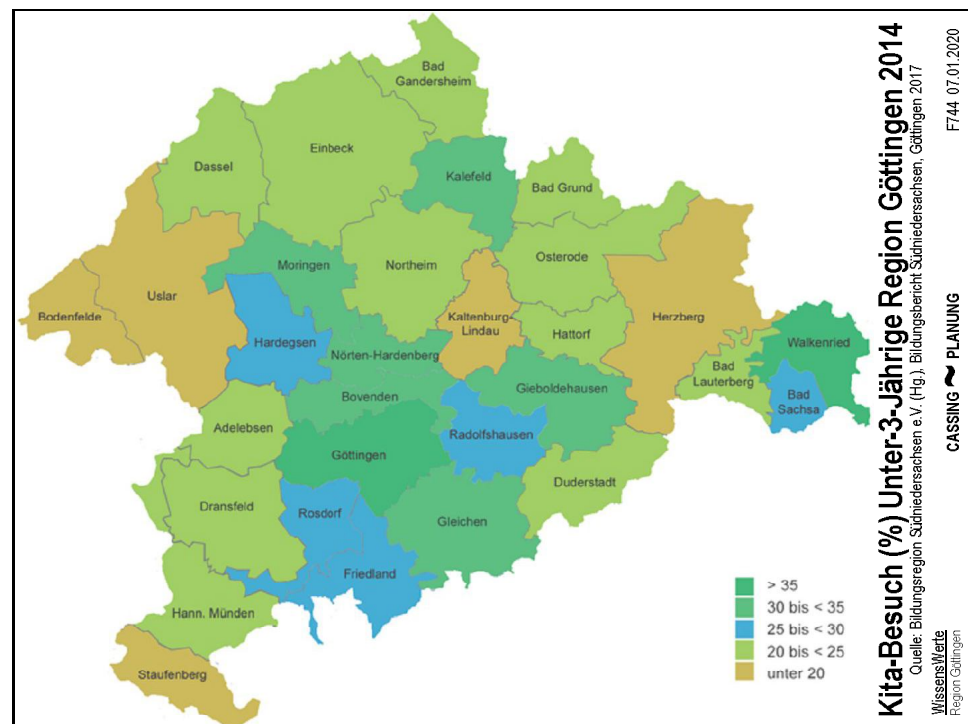 Kita-Besuch (%) Unter-3-Jährige Region Göttingen 2014
Quelle: Bildungsregion Südniedersachsen e.V. (Hg.), Bildungsbericht Südniedersachsen, Göttingen 2017
WissensWerte
Region Göttingen
CASSING ~ PLANUNG
F744 07.01.2020
Bad
Gandersheim
Einbeck
Dassel
Kalefeld
Bad Grund
Moringen
Northeim
Osterode
Uslar
Bodenfelde
Kaltenburg-
Lindau
Herzberg
Hattorf
Hardegsen
Nörten-Hardenberg
Walkenried
Bad
Lauterberg
Bad
Sachsa
Gieboldehausen
Bovenden
Adelebsen
Radolfshausen
Göttingen
Duderstadt
Dransfeld
Rosdorf
Gleichen
Friedland
Hann. Münden
Staufenberg
> 35
30 bis < 35
25 bis < 30
20 bis < 25
unter 20